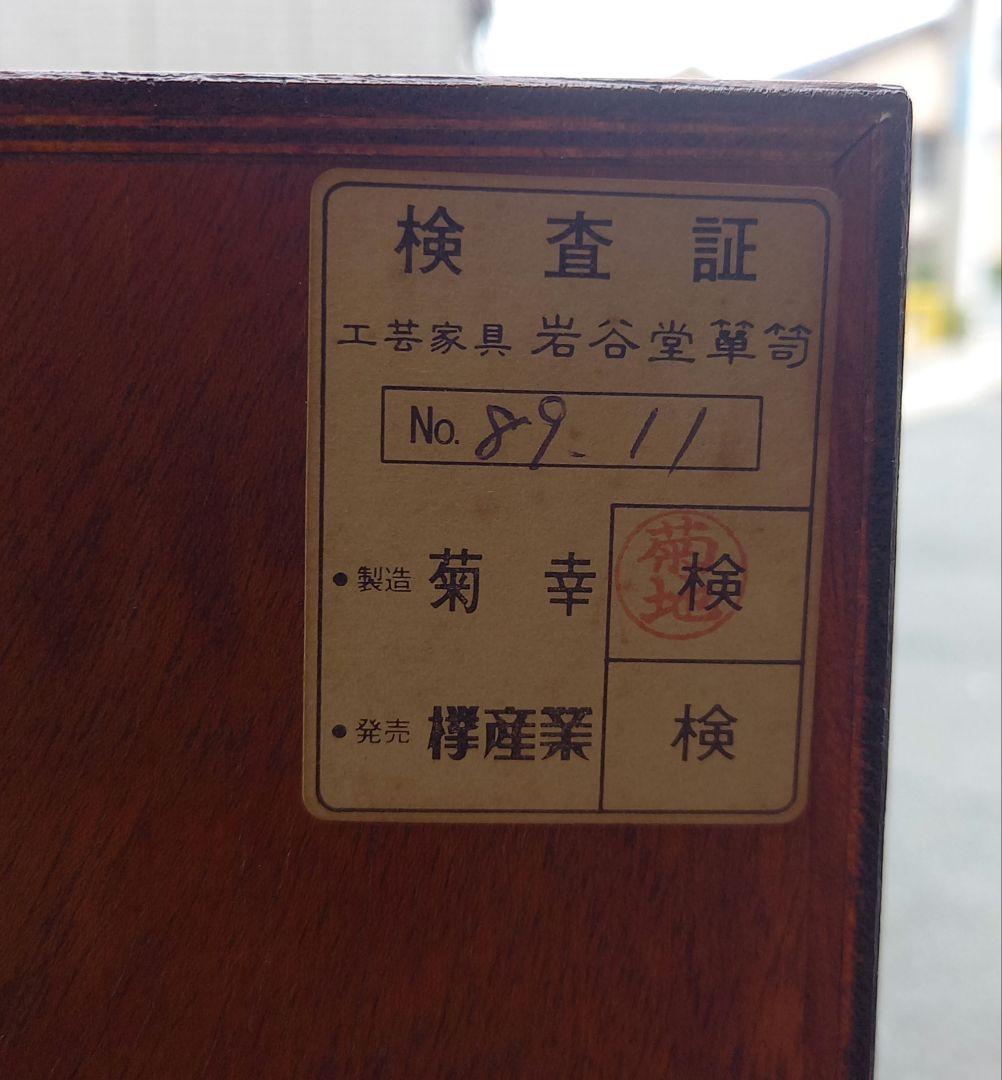 検査証
工芸家具 岩谷堂簞笥
No. 89. 11
●製造 菊幸 検
菊地
●発売 欅産業 検